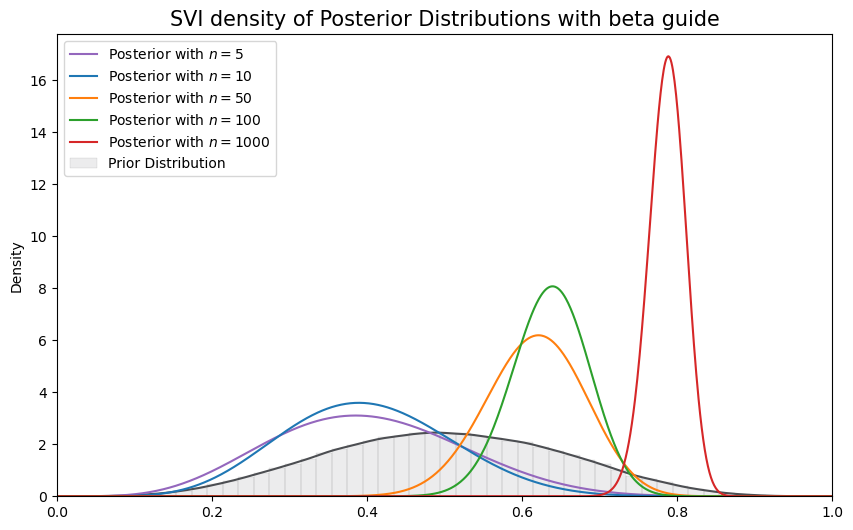 SVI density of Posterior Distributions with beta guide
Posterior with n = 5
Posterior with n = 10
Posterior with n = 50
Posterior with n = 100
Posterior with n = 1000
Prior Distribution
Density
16
14
12
10
8
6
4
2
0
0.0 0.2 0.4 0.6 0.8 1.0